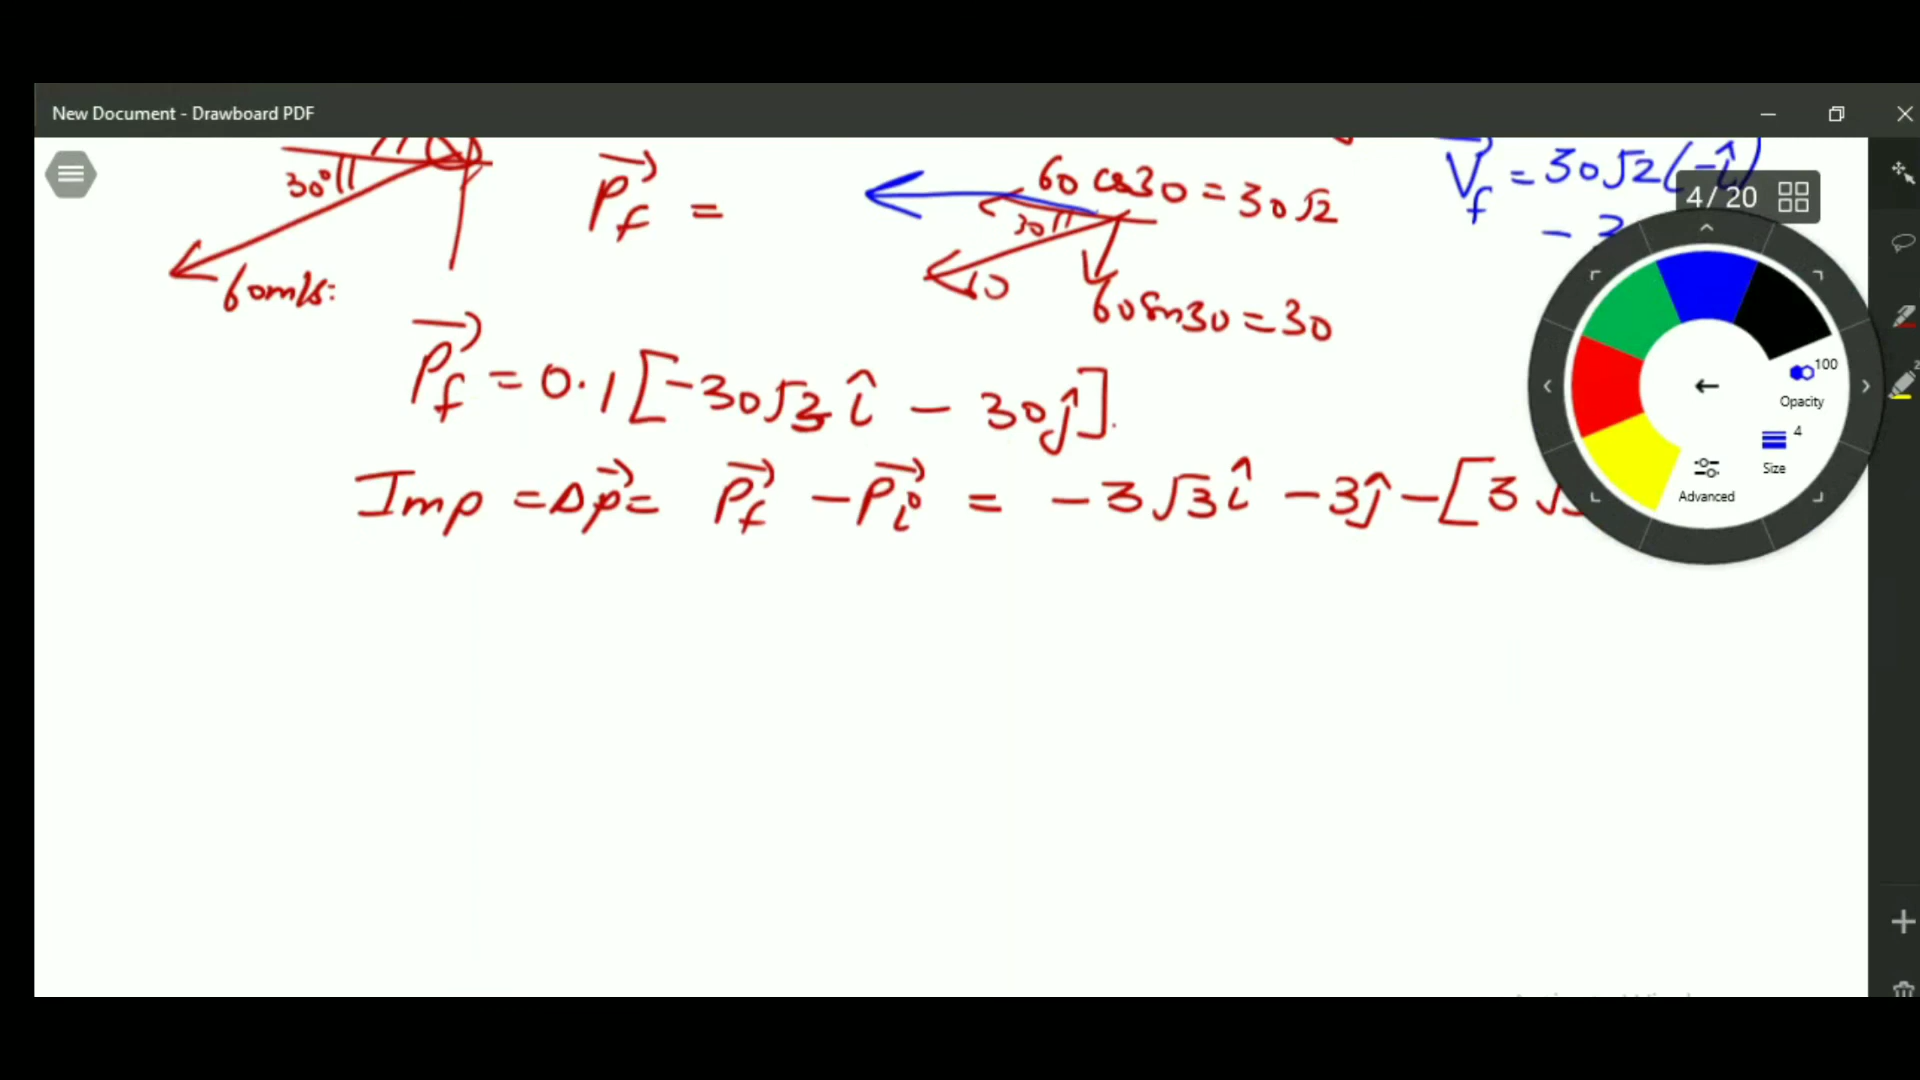 New Document - Drawboard PDF
30°
60m/s:
P⃗f =
60 cos30 = 30√2
30
60
60sin30 = 30
V⃗f = 30√2(-î)
4 / 20
P⃗f = 0.1[-30√3 î - 30ĵ].
Imp = Δp⃗ = P⃗f - P⃗i = -3√3 î - 3ĵ - [3
100
Opacity
4
Size
Advanced